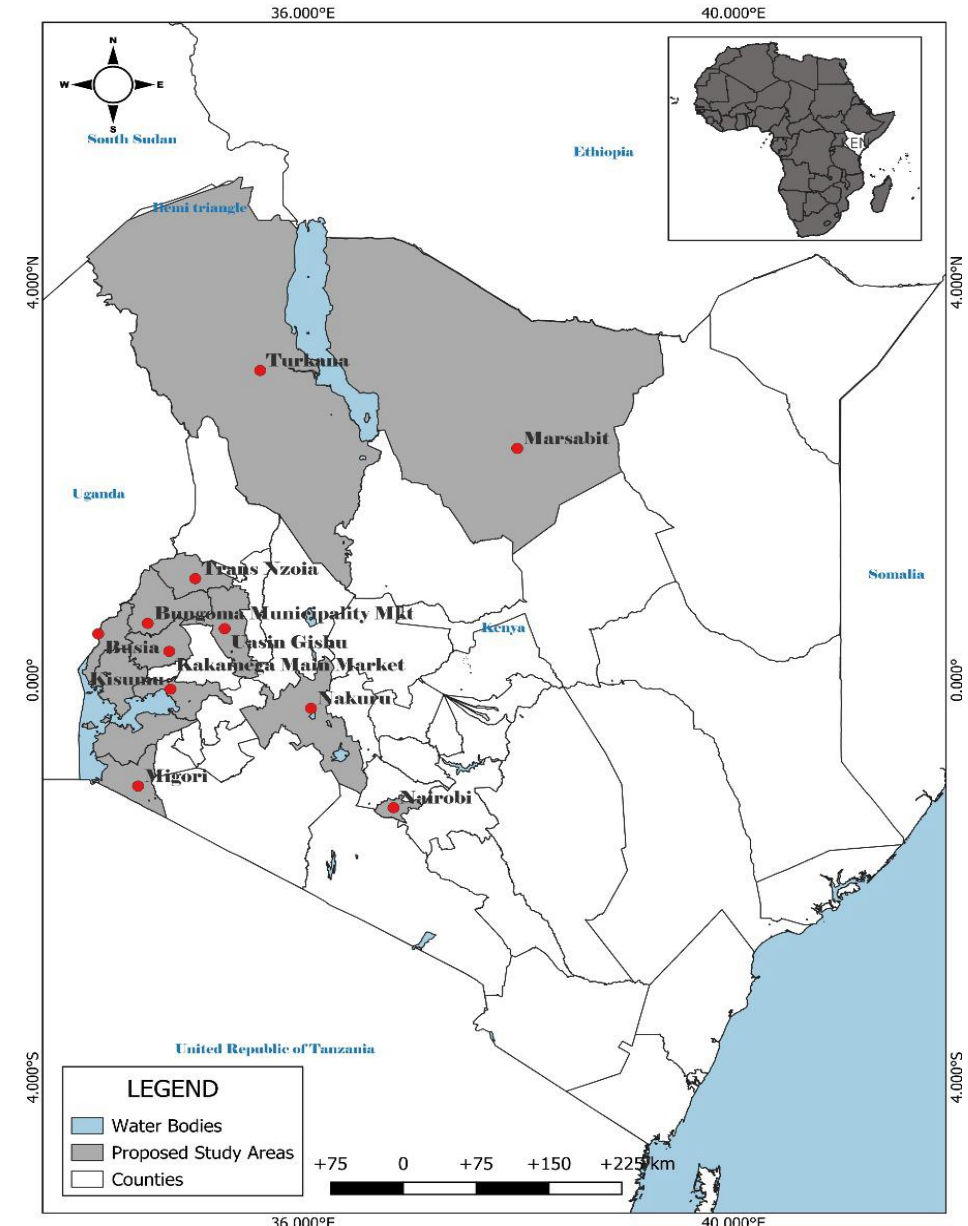 36.000°E
40.000°E
N
W
E
S
South Sudan
Ethiopia
KEN
Ilemi triangle
4.000°N
4.000°N
Turkana
Marsabit
Uganda
Trans Nzoia
Somalia
Bungoma Municipality Mkt
Kenya
Uasin Gishu
Busia
Kakamega Main Market
Kisumu
0.000°
0.000°
Nakuru
Migori
Nairobi
United Republic of Tanzania
4.000°S
4.000°S
LEGEND
Water Bodies
Proposed Study Areas
Counties
+75 0 +75 +150 +225 km
36.000°E
40.000°E